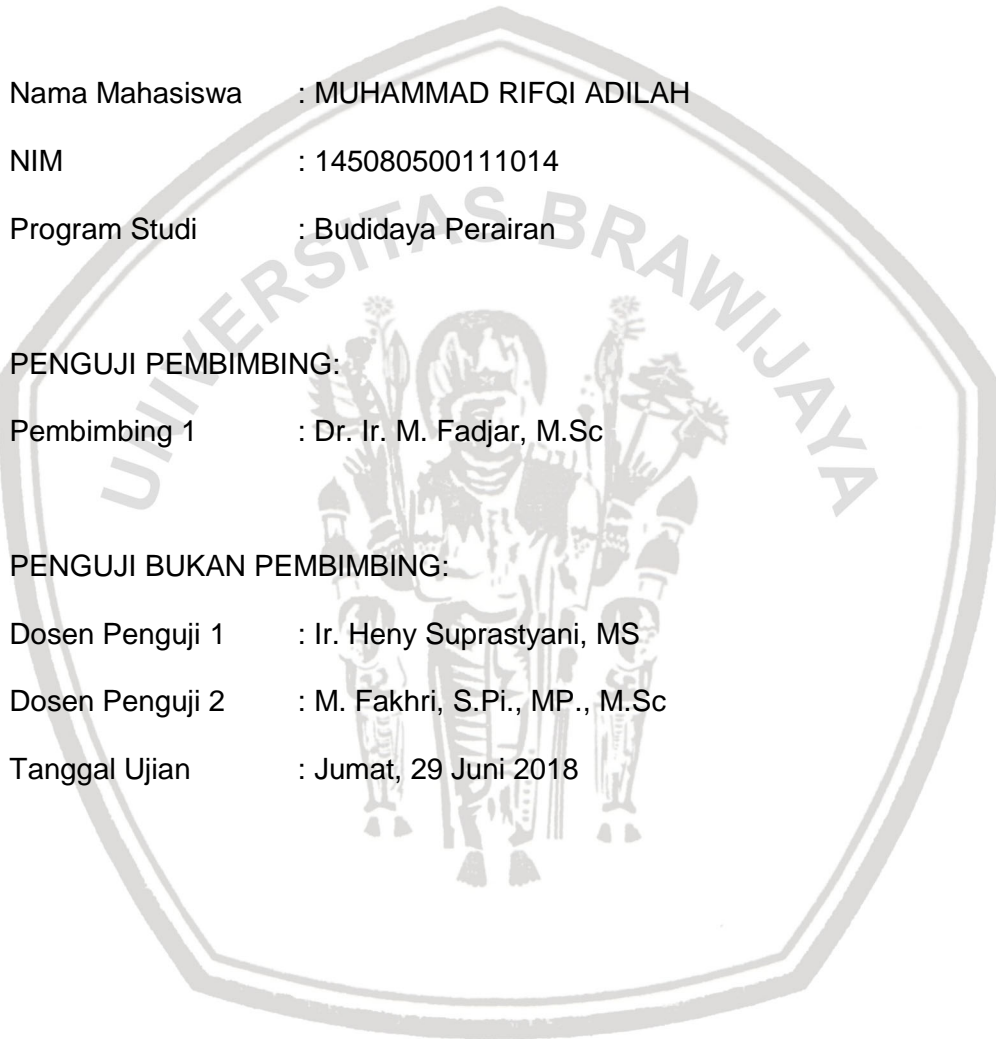 UNIVERSITAS BRAWIJAYA
Nama Mahasiswa : MUHAMMAD RIFQI ADILAH
NIM : 145080500111014
Program Studi : Budidaya Perairan
PENGUJI PEMBIMBING:
Pembimbing 1 : Dr. Ir. M. Fadjar, M.Sc
PENGUJI BUKAN PEMBIMBING:
Dosen Penguji 1 : Ir. Heny Suprastyani, MS
Dosen Penguji 2 : M. Fakhri, S.Pi., MP., M.Sc
Tanggal Ujian : Jumat, 29 Juni 2018